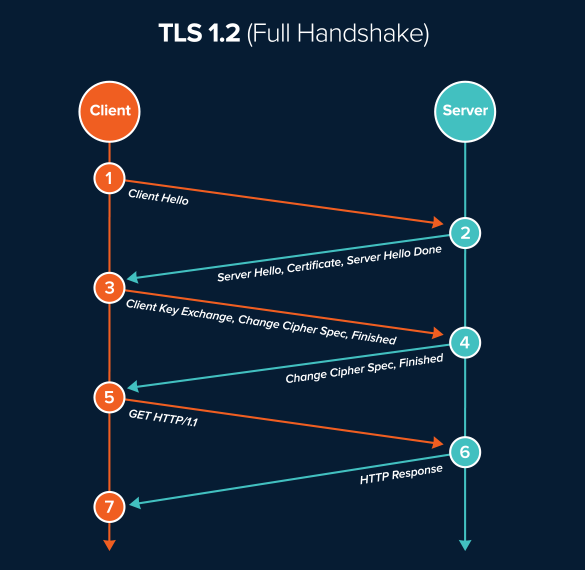 TLS 1.2 (Full Handshake)
Client
Server
1
Client Hello
2
Server Hello, Certificate, Server Hello Done
3
Client Key Exchange, Change Cipher Spec, Finished
4
Change Cipher Spec, Finished
5
GET HTTP/1.1
6
HTTP Response
7